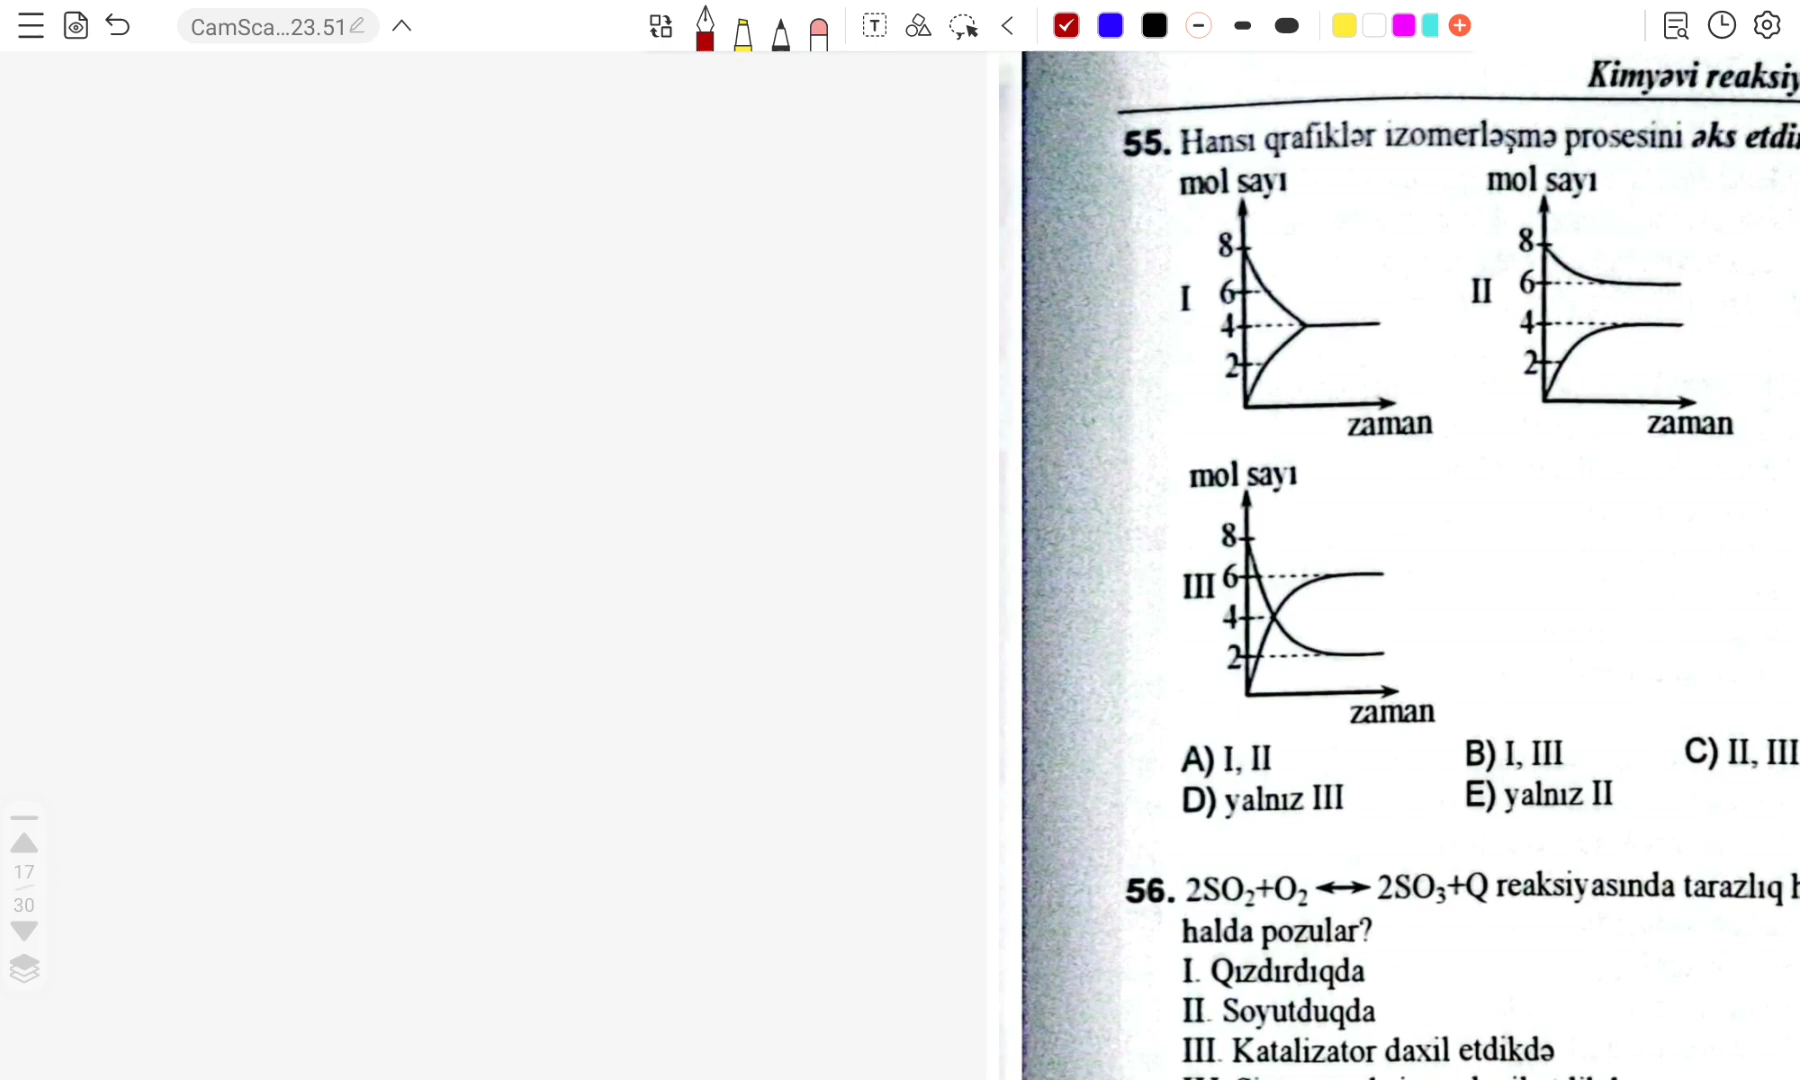 CamSca...23.51
T
17
30
Kimyəvi reaksiy
55. Hansı qrafiklər izomerləşmə prosesini əks etdi
mol sayı
8
6
4
2
I
zaman
mol sayı
8
6
4
2
II
zaman
mol sayı
8
6
4
2
III
zaman
A) I, II B) I, III C) II, III
D) yalnız III E) yalnız II
56. 2SO₂+O₂ ⟷ 2SO₃+Q reaksiyasında tarazlıq
halda pozular?
I. Qızdırdıqda
II. Soyutduqda
III. Katalizator daxil etdikdə